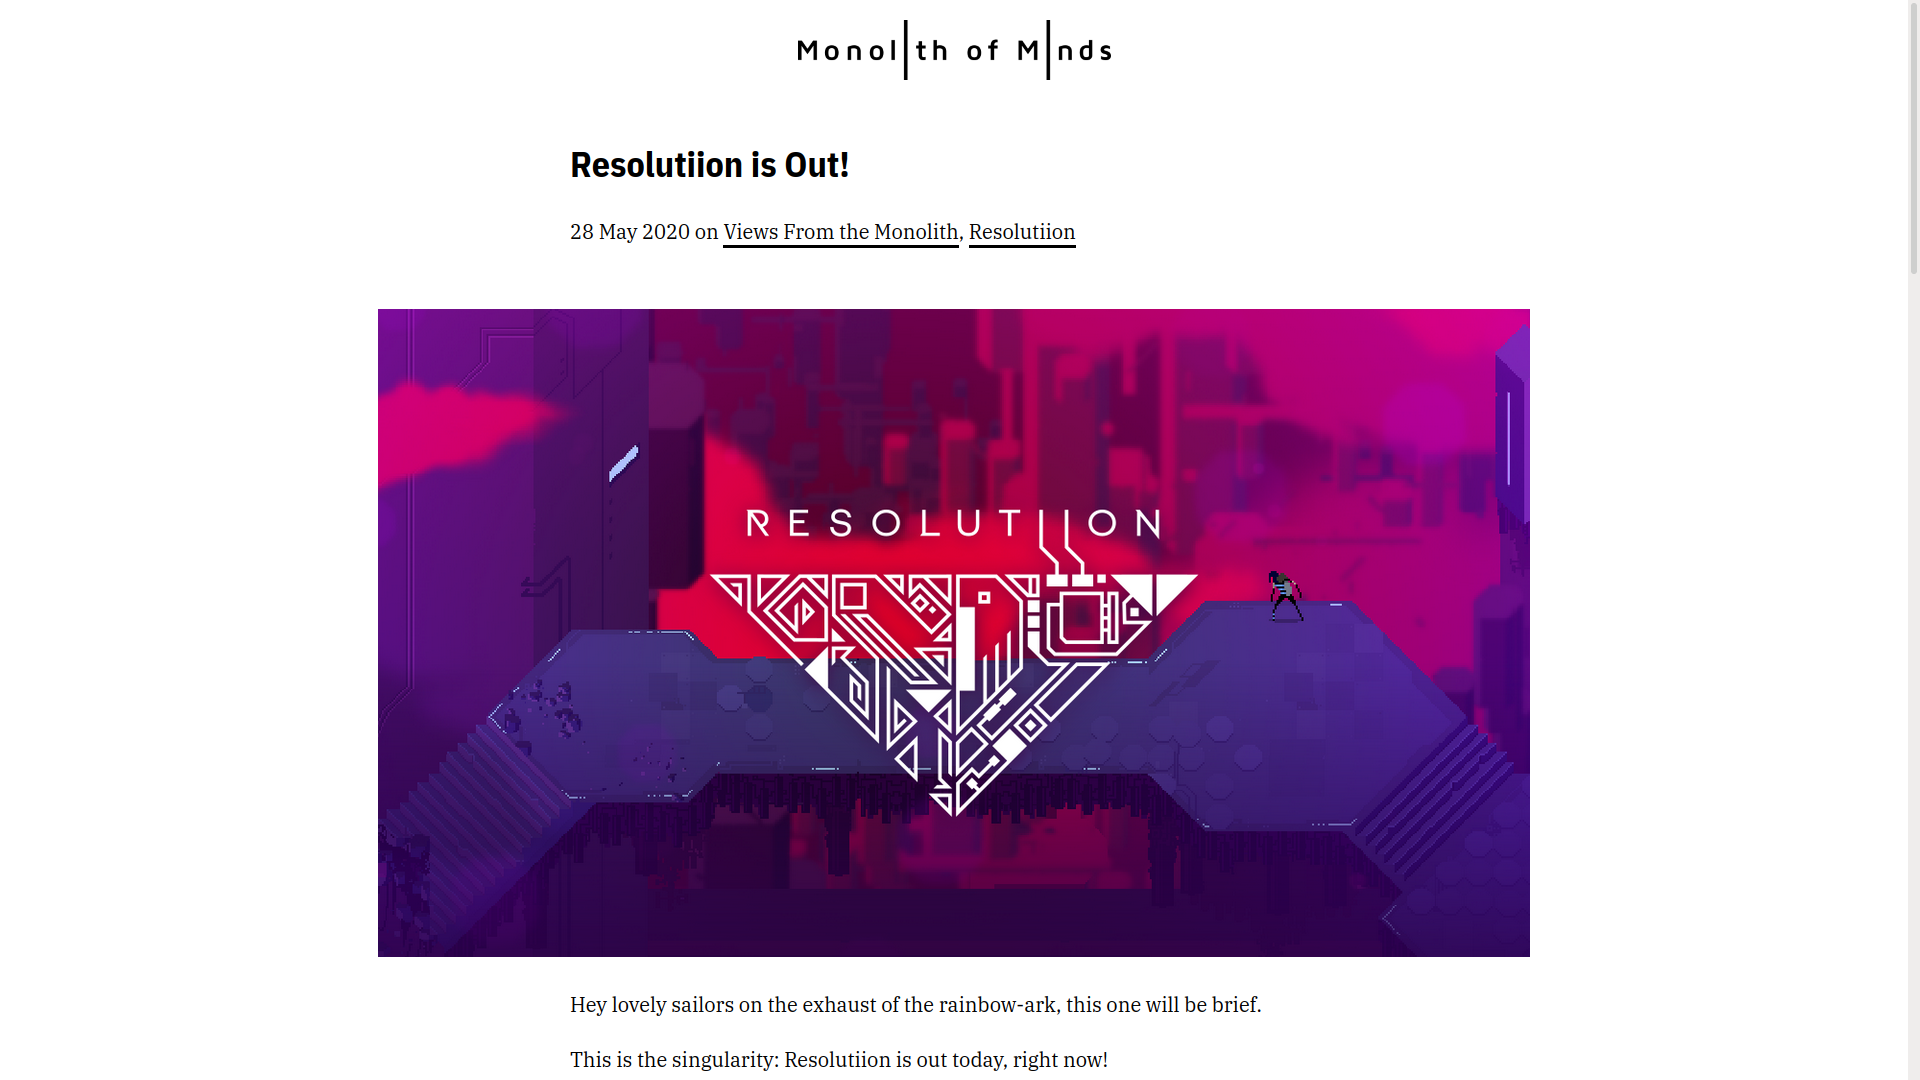 Monolith of Minds
Resolutiion is Out!
28 May 2020 on Views From the Monolith, Resolutiion
RESOLUTIION
Hey lovely sailors on the exhaust of the rainbow-ark, this one will be brief.
This is the singularity: Resolutiion is out today, right now!